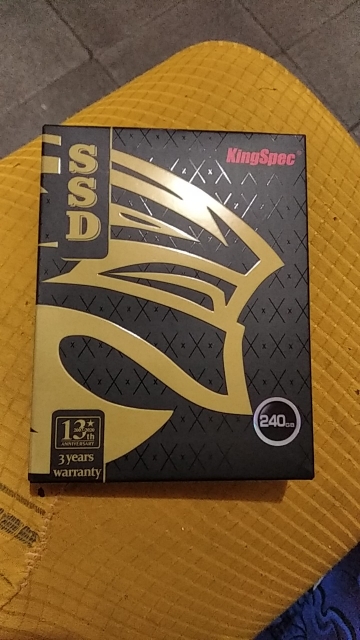 SSD
KingSpec®
240GB
13th
ANNIVERSARY
3 years
warranty